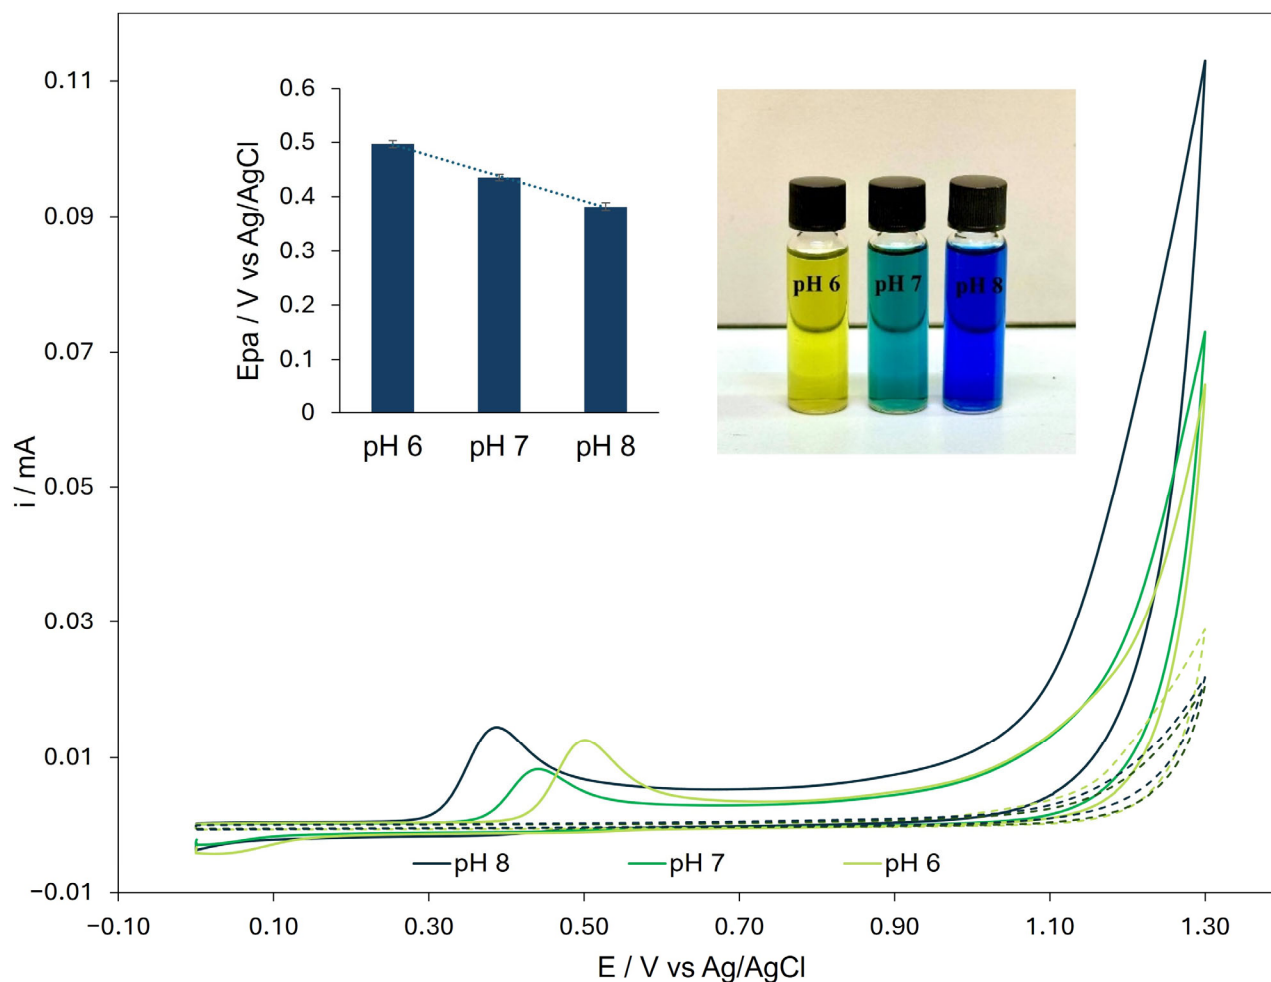 0.11
0.09
0.07
0.05
0.03
0.01
−0.01
i / mA
0.6
0.5
0.4
0.3
0.2
0.1
0
Epa / V vs Ag/AgCl
pH 6 pH 7 pH 8
pH 6 pH 7 pH 8
pH 8 pH 7 pH 6
−0.10 0.10 0.30 0.50 0.70 0.90 1.10 1.30
E / V vs Ag/AgCl